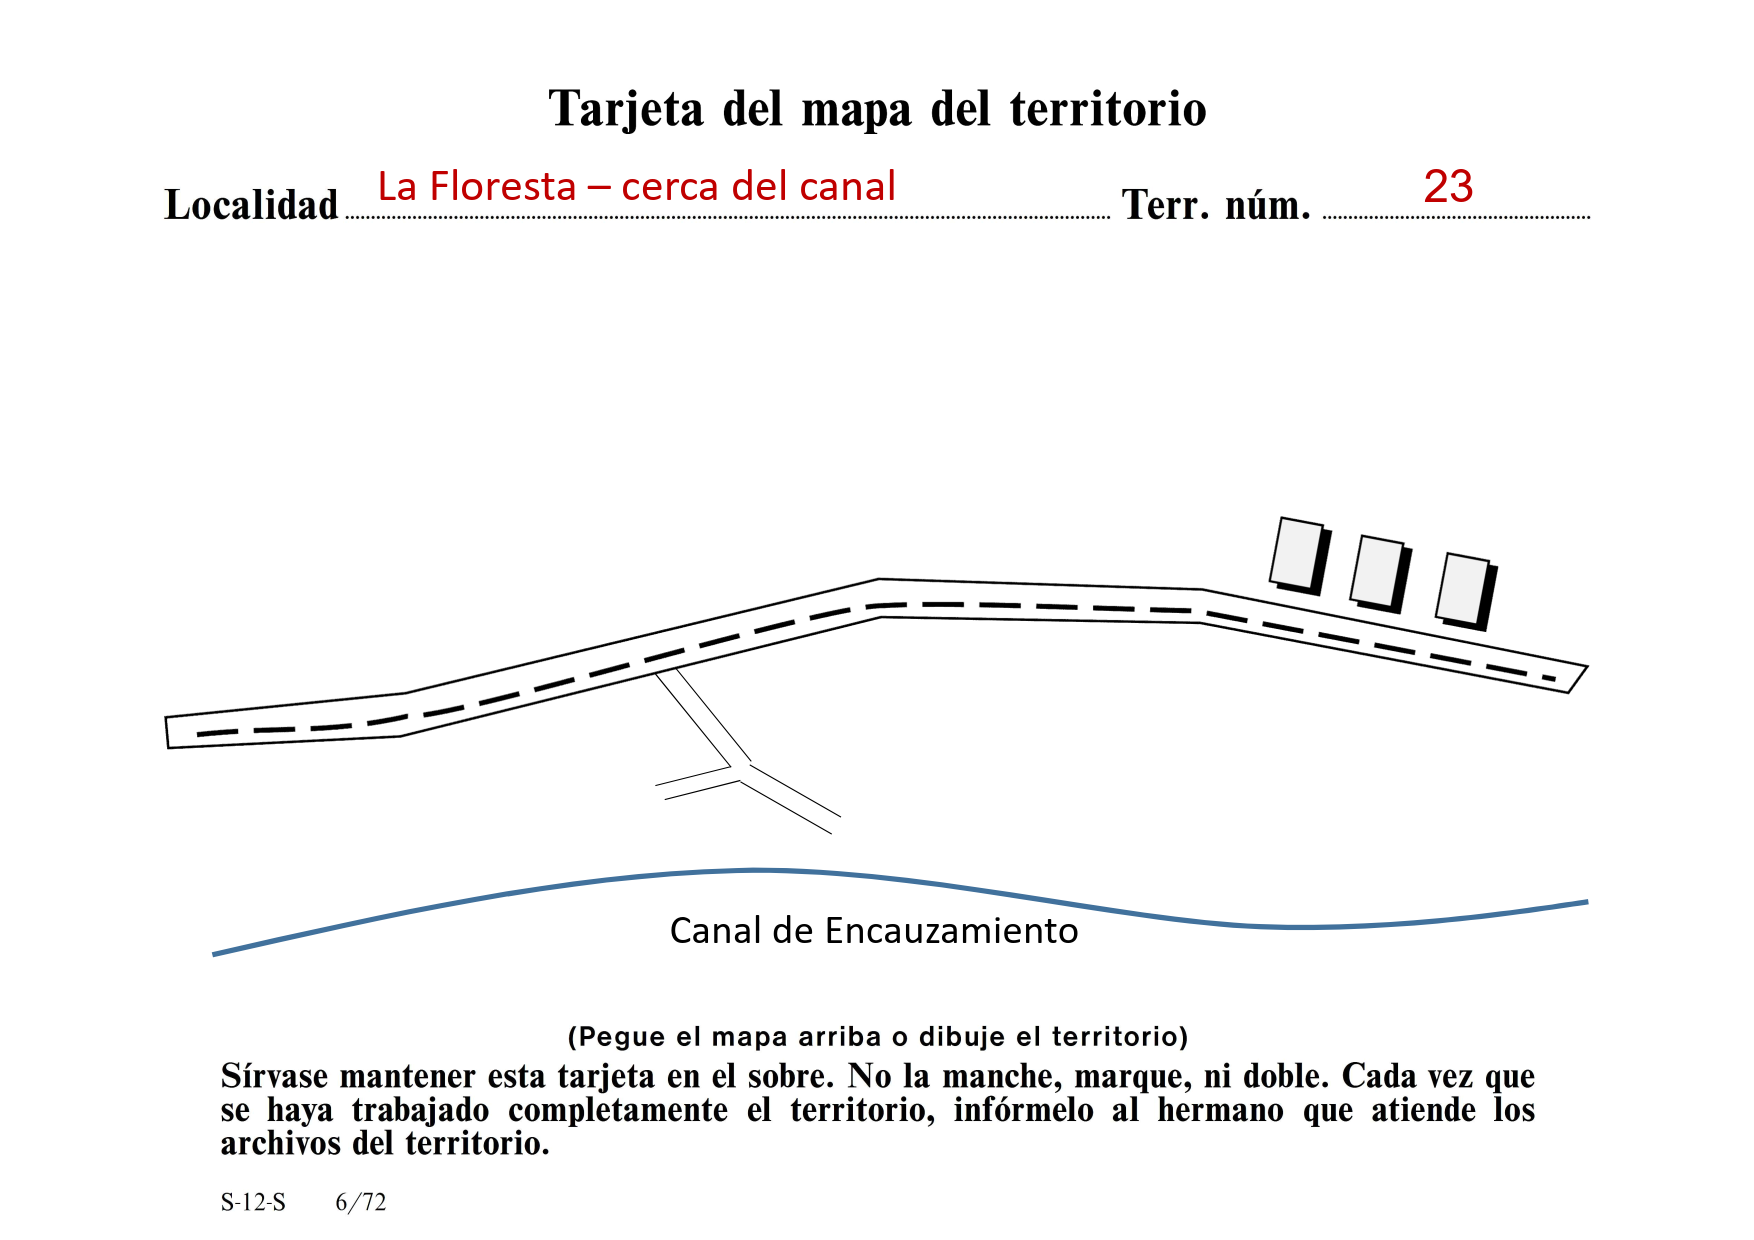 Tarjeta del mapa del territorio
Localidad La Floresta – cerca del canal Terr. núm. 23
Canal de Encauzamiento
(Pegue el mapa arriba o dibuje el territorio)
Sírvase mantener esta tarjeta en el sobre. No la manche, marque, ni doble. Cada vez que
se haya trabajado completamente el territorio, infórmelo al hermano que atiende los
archivos del territorio.
S-12-S 6/72